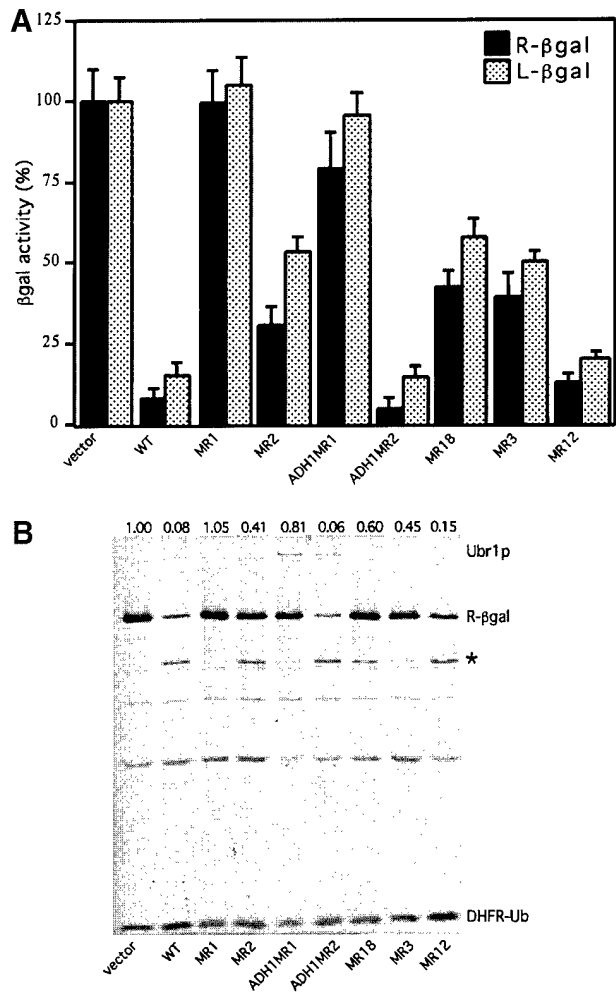 A
125
100
75
50
25
0
βgal activity (%)
R-βgal
L-βgal
vector
WT
MR1
MR2
ADH1MR1
ADH1MR2
MR18
MR3
MR12
B
1.00 0.08 1.05 0.41 0.81 0.06 0.60 0.45 0.15
Ubr1p
R-βgal
*
DHFR-Ub
vector
WT
MR1
MR2
ADH1MR1
ADH1MR2
MR18
MR3
MR12